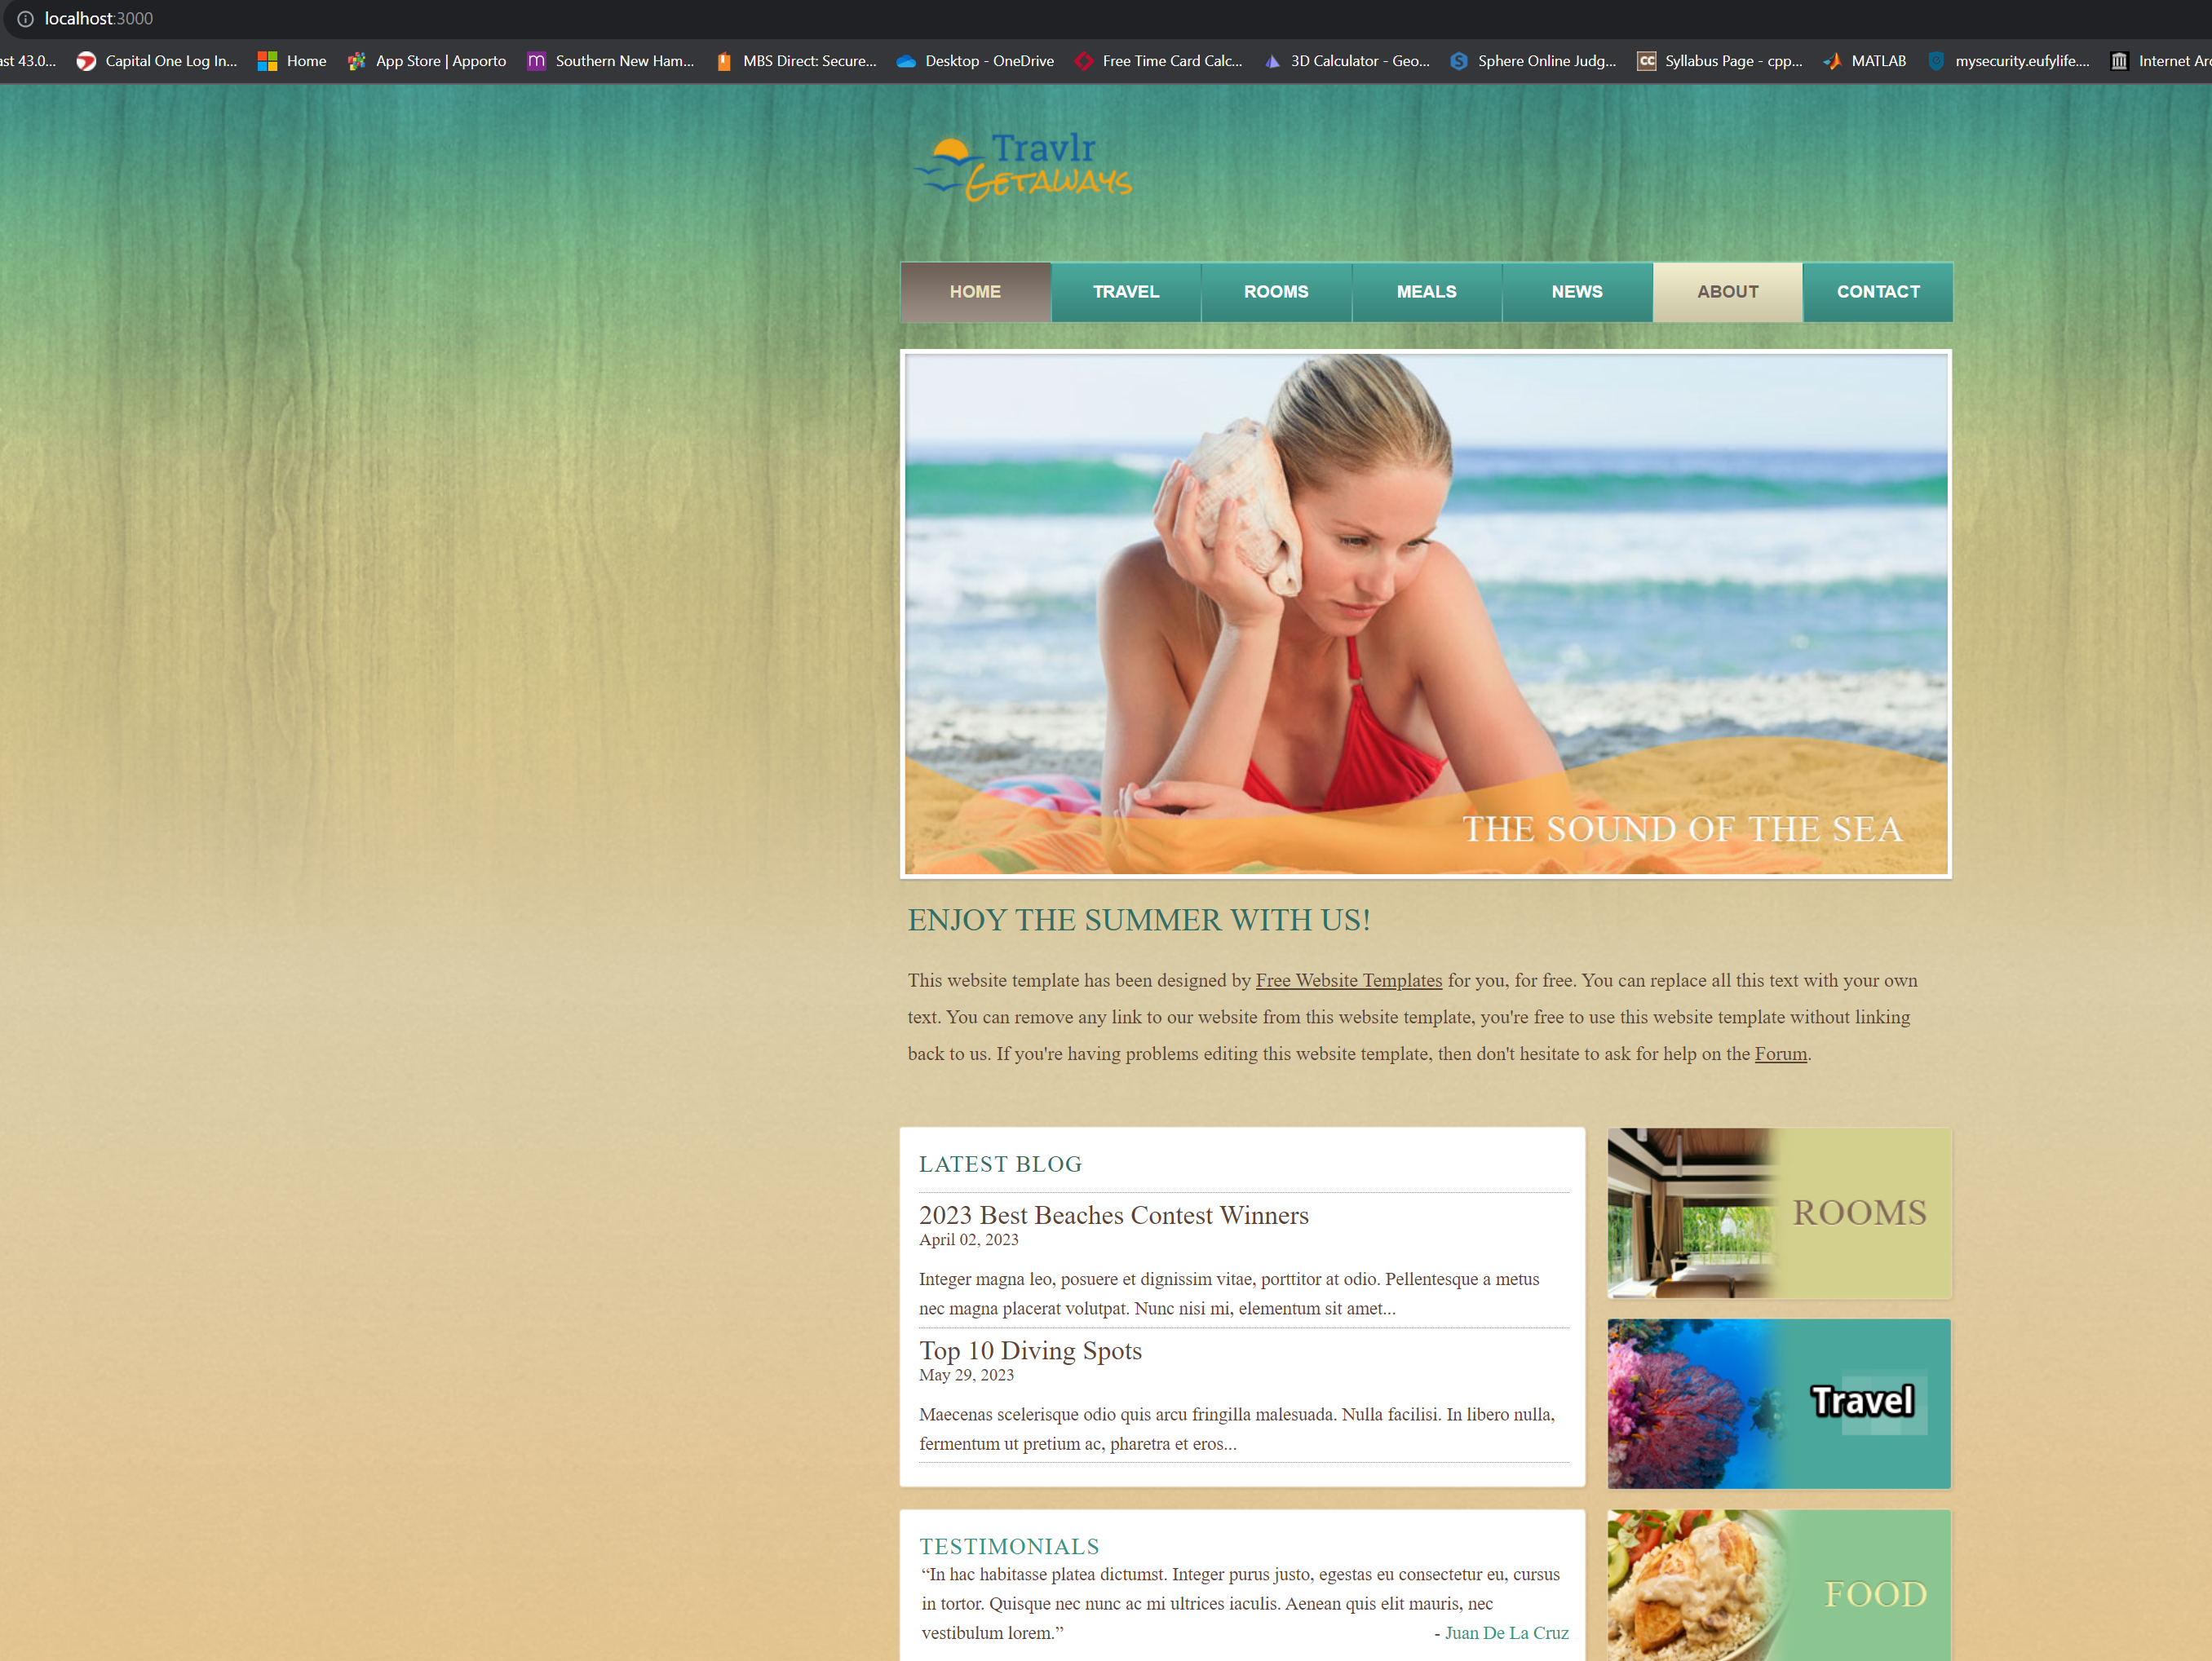 localhost:3000
ast 43.0... Capital One Log In... Home App Store | Apporto Southern New Ham... MBS Direct: Secure... Desktop - OneDrive Free Time Card Calc... 3D Calculator - Geo... Sphere Online Judg... CC Syllabus Page - cpp... MATLAB mysecurity.eufylife.... Internet Arc
Travlr
Getaways
HOME TRAVEL ROOMS MEALS NEWS ABOUT CONTACT
THE SOUND OF THE SEA
ENJOY THE SUMMER WITH US!
This website template has been designed by Free Website Templates for you, for free. You can replace all this text with your own
text. You can remove any link to our website from this website template, you're free to use this website template without linking
back to us. If you're having problems editing this website template, then don't hesitate to ask for help on the Forum.
LATEST BLOG
2023 Best Beaches Contest Winners
April 02, 2023
Integer magna leo, posuere et dignissim vitae, porttitor at odio. Pellentesque a metus
nec magna placerat volutpat. Nunc nisi mi, elementum sit amet...
Top 10 Diving Spots
May 29, 2023
Maecenas scelerisque odio quis arcu fringilla malesuada. Nulla facilisi. In libero nulla,
fermentum ut pretium ac, pharetra et eros...
ROOMS
Travel
TESTIMONIALS
“In hac habitasse platea dictumst. Integer purus justo, egestas eu consectetur eu, cursus
in tortor. Quisque nec nunc ac mi ultrices iaculis. Aenean quis elit mauris, nec
vestibulum lorem.” - Juan De La Cruz
FOOD